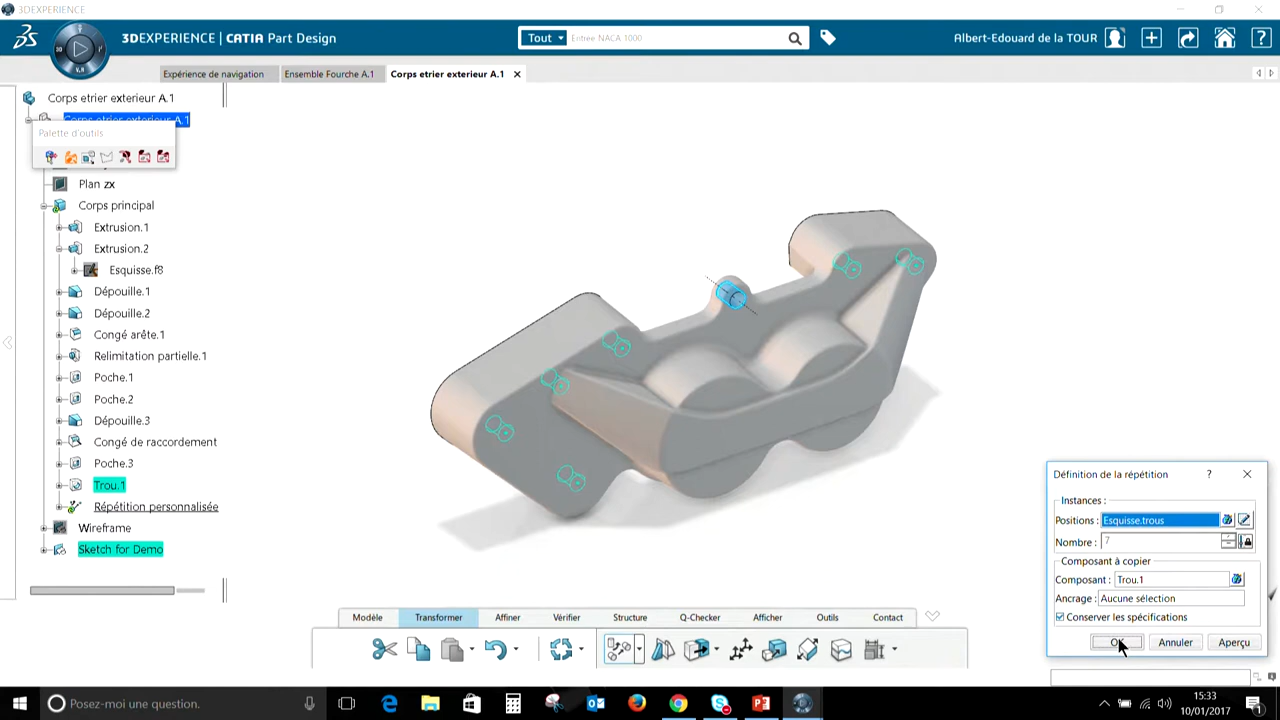 3DEXPERIENCE
3DEXPERIENCE | CATIA Part Design
Tout
Entrée NACA 1000
Albert-Edouard de la TOUR
3D
V.R
Expérience de navigation
Ensemble Fourche A.1
Corps etrier exterieur A.1
Corps etrier exterieur A.1
Corps etrier exterieur A.1
Palette d'outils
Plan zx
Corps principal
Extrusion.1
Extrusion.2
Esquisse.f8
Dépouille.1
Dépouille.2
Congé arête.1
Relimitation partielle.1
Poche.1
Poche.2
Dépouille.3
Congé de raccordement
Poche.3
Trou.1
Répétition personnalisée
Wireframe
Sketch for Demo
Définition de la répétition
?
Instances :
Positions :
Esquisse.trous
Nombre :
7
Composant à copier
Composant :
Trou.1
Ancrage :
Aucune sélection
Conserver les spécifications
OK
Annuler
Aperçu
Modèle
Transformer
Affiner
Vérifier
Structure
Q-Checker
Afficher
Outils
Contact
Posez-moi une question.
15:33
10/01/2017